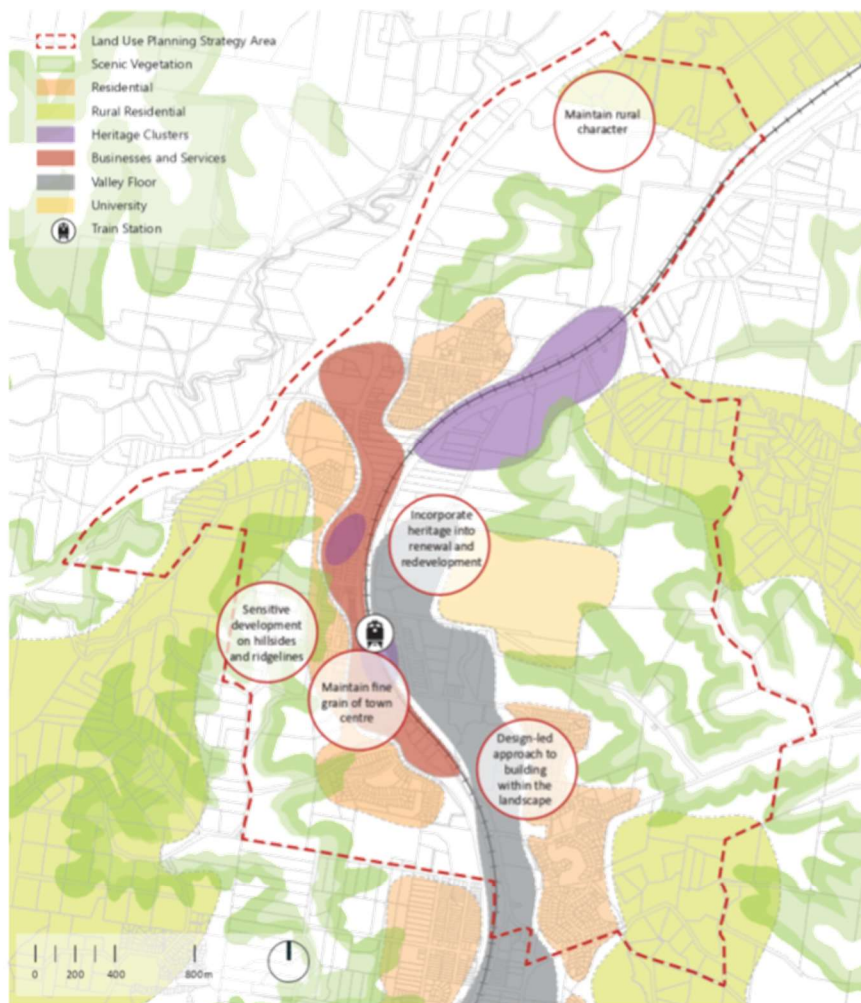 Land Use Planning Strategy Area
Scenic Vegetation
Residential
Rural Residential
Heritage Clusters
Businesses and Services
Valley Floor
University
Train Station
Maintain rural
character
Incorporate
heritage into
renewal and
redevelopment
Sensitive
development
on hillsides
and ridgelines
Maintain fine
grain of town
centre
Design-led
approach to
building
within the
landscape
0 200 400 800m